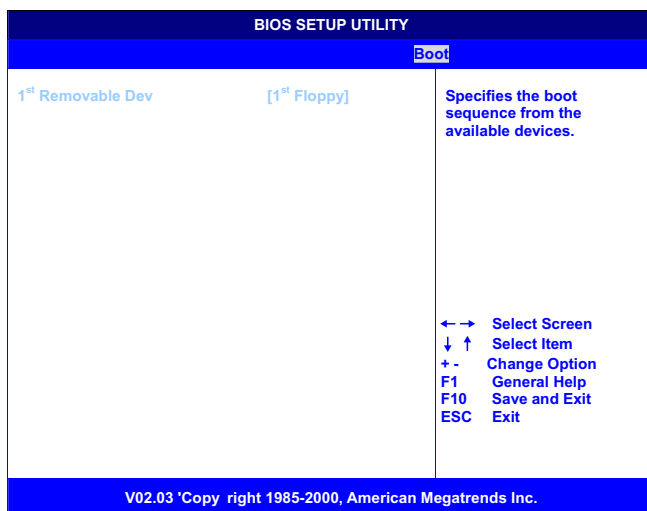 BIOS SETUP UTILITY
Boot
1st Removable Dev [1st Floppy]
Specifies the boot
sequence from the
available devices.
←→ Select Screen
↓ ↑ Select Item
+ - Change Option
F1 General Help
F10 Save and Exit
ESC Exit
V02.03 'Copy right 1985-2000, American Megatrends Inc.